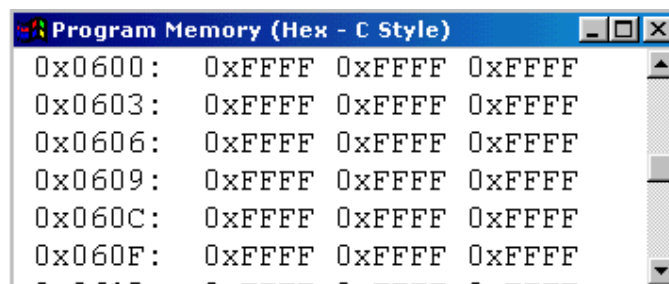 Program Memory (Hex - C Style)
0x0600: 0xFFFF 0xFFFF 0xFFFF
0x0603: 0xFFFF 0xFFFF 0xFFFF
0x0606: 0xFFFF 0xFFFF 0xFFFF
0x0609: 0xFFFF 0xFFFF 0xFFFF
0x060C: 0xFFFF 0xFFFF 0xFFFF
0x060F: 0xFFFF 0xFFFF 0xFFFF